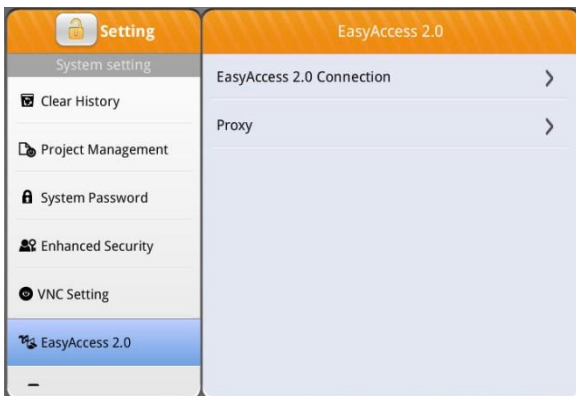 Setting
System setting
Clear History
Project Management
System Password
Enhanced Security
VNC Setting
EasyAccess 2.0
EasyAccess 2.0
EasyAccess 2.0 Connection
Proxy